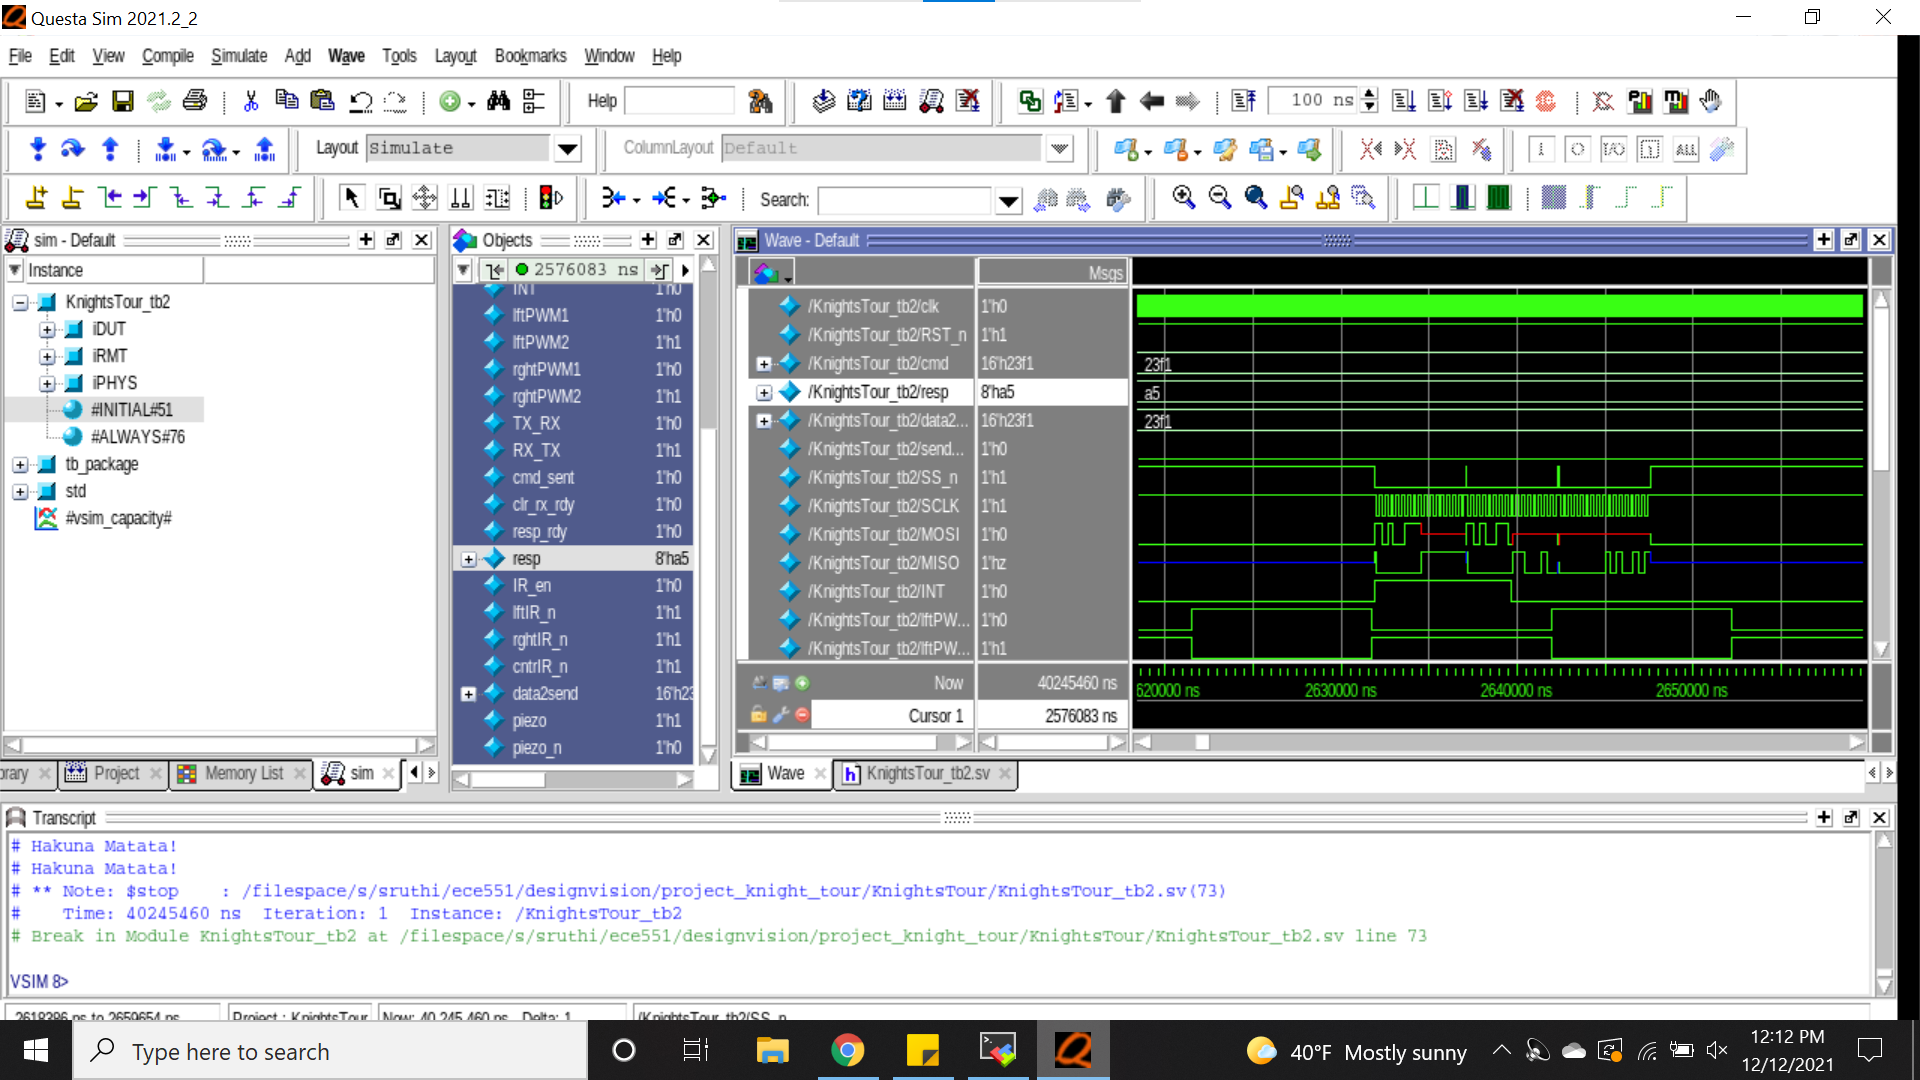 Questa Sim 2021.2_2
File Edit View Compile Simulate Add Wave Tools Layout Bookmarks Window Help
Help 100 ns
Layout Simulate ColumnLayout Default
Search:
sim - Default
Instance
KnightsTour_tb2
iDUT
iRMT
iPHYS
#INITIAL#51
#ALWAYS#76
tb_package
std
#vsim_capacity#
Objects
2576083 ns
INT 1'h0
lftPWM1 1'h0
lftPWM2 1'h1
rghtPWM1 1'h0
rghtPWM2 1'h1
TX_RX 1'h0
RX_TX 1'h1
cmd_sent 1'h0
clr_rx_rdy 1'h0
resp_rdy 1'h0
resp 8'ha5
IR_en 1'h0
lftIR_n 1'h1
rghtIR_n 1'h1
cntrIR_n 1'h1
data2send 16'h23
piezo 1'h1
piezo_n 1'h0
Wave - Default
Msgs
/KnightsTour_tb2/clk 1'h0
/KnightsTour_tb2/RST_n 1'h1
/KnightsTour_tb2/cmd 16'h23f1 23f1
/KnightsTour_tb2/resp 8'ha5 a5
/KnightsTour_tb2/data2... 16'h23f1 23f1
/KnightsTour_tb2/send... 1'h0
/KnightsTour_tb2/SS_n 1'h1
/KnightsTour_tb2/SCLK 1'h1
/KnightsTour_tb2/MOSI 1'h0
/KnightsTour_tb2/MISO 1'hz
/KnightsTour_tb2/INT 1'h0
/KnightsTour_tb2/lftPW... 1'h0
/KnightsTour_tb2/lftPW... 1'h1
Now 40245460 ns 620000 ns 2630000 ns 2640000 ns 2650000 ns
Cursor 1 2576083 ns
brary Project Memory List sim
Wave KnightsTour_tb2.sv
Transcript
# Hakuna Matata!
# Hakuna Matata!
# ** Note: $stop : /filespace/s/sruthi/ece551/designvision/project_knight_tour/KnightsTour/KnightsTour_tb2.sv(73)
# Time: 40245460 ns Iteration: 1 Instance: /KnightsTour_tb2
# Break in Module KnightsTour_tb2 at /filespace/s/sruthi/ece551/designvision/project_knight_tour/KnightsTour/KnightsTour_tb2.sv line 73
VSIM 8>
2618386 ns to 2659654 ns Project : KnightsTour Now: 40,245,460 ns Delta: 1 /KnightsTour_tb2/SS_n
Type here to search
40°F Mostly sunny
12:12 PM
12/12/2021